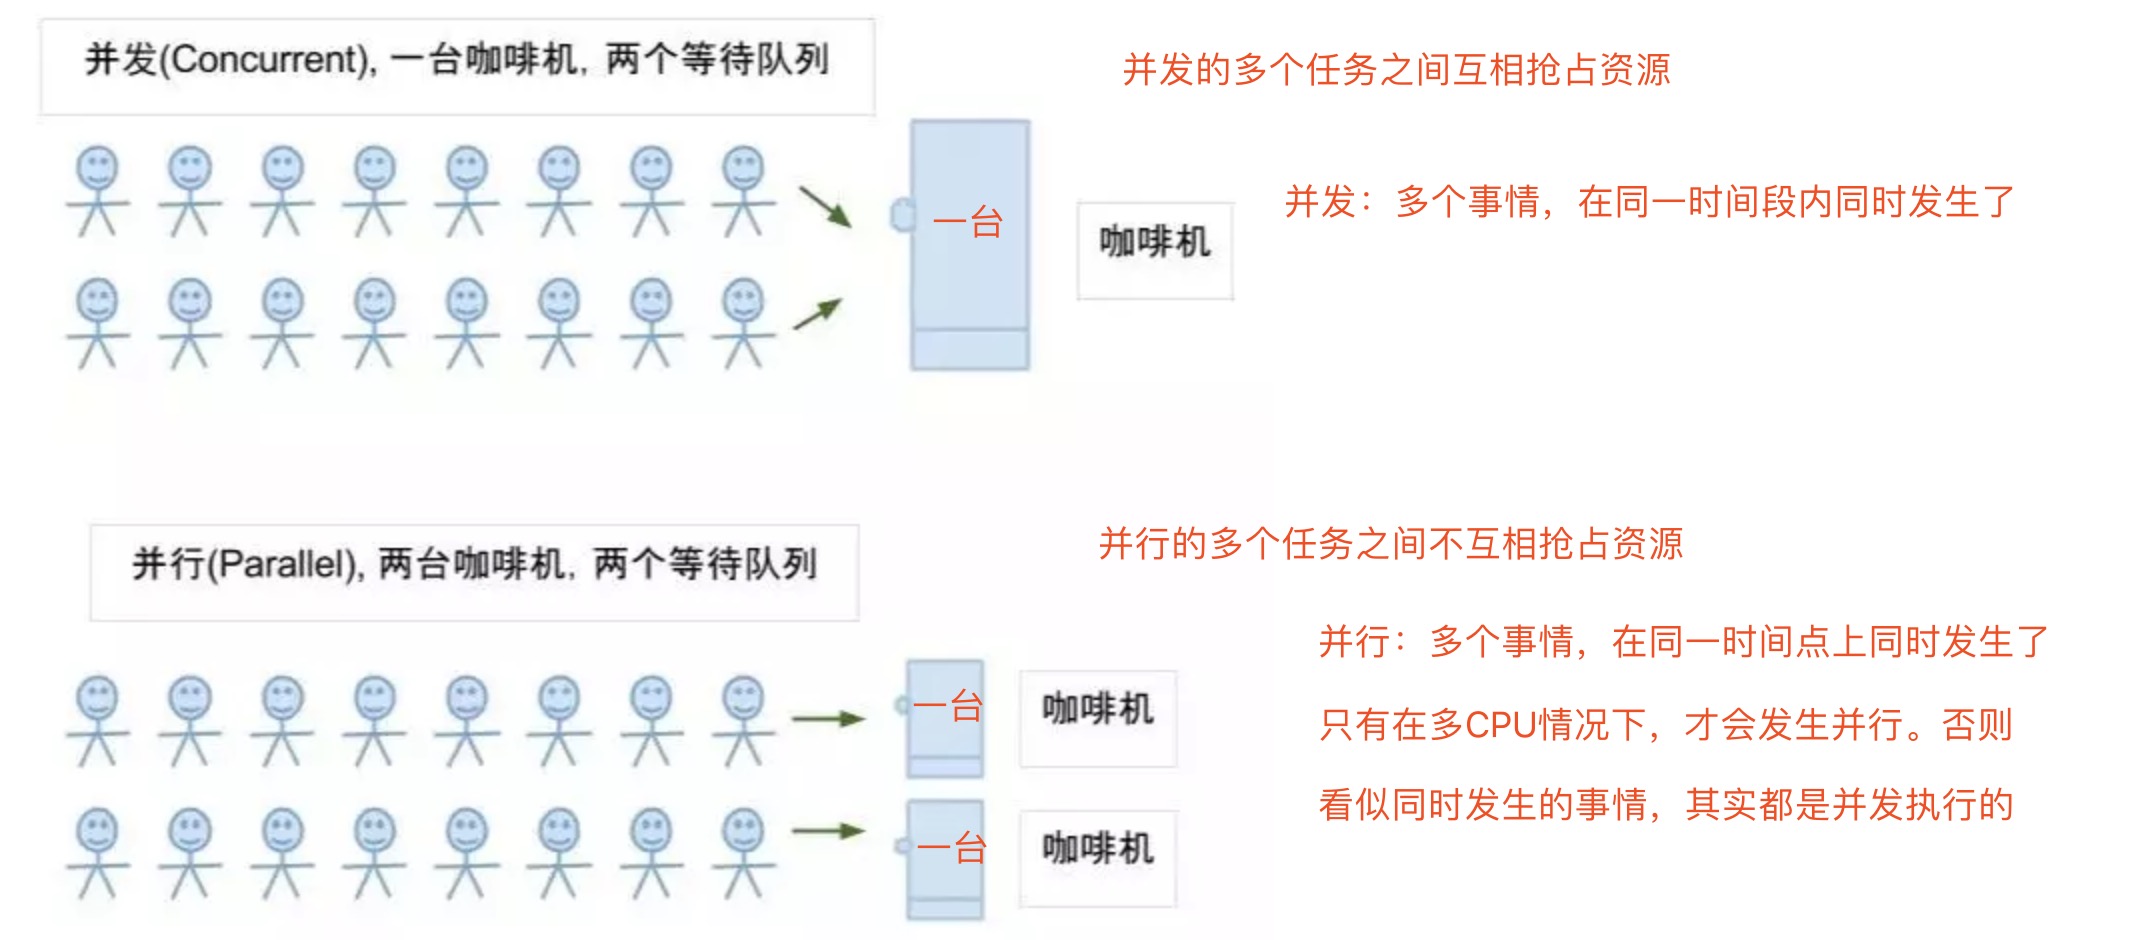 并发(Concurrent), 一台咖啡机, 两个等待队列
并发的多个任务之间互相抢占资源
一台
咖啡机
并发：多个事情，在同一时间段内同时发生了
并行(Parallel), 两台咖啡机, 两个等待队列
并行的多个任务之间不互相抢占资源
并行：多个事情，在同一时间点上同时发生了
一台
咖啡机
只有在多CPU情况下，才会发生并行。否则
看似同时发生的事情，其实都是并发执行的
一台
咖啡机